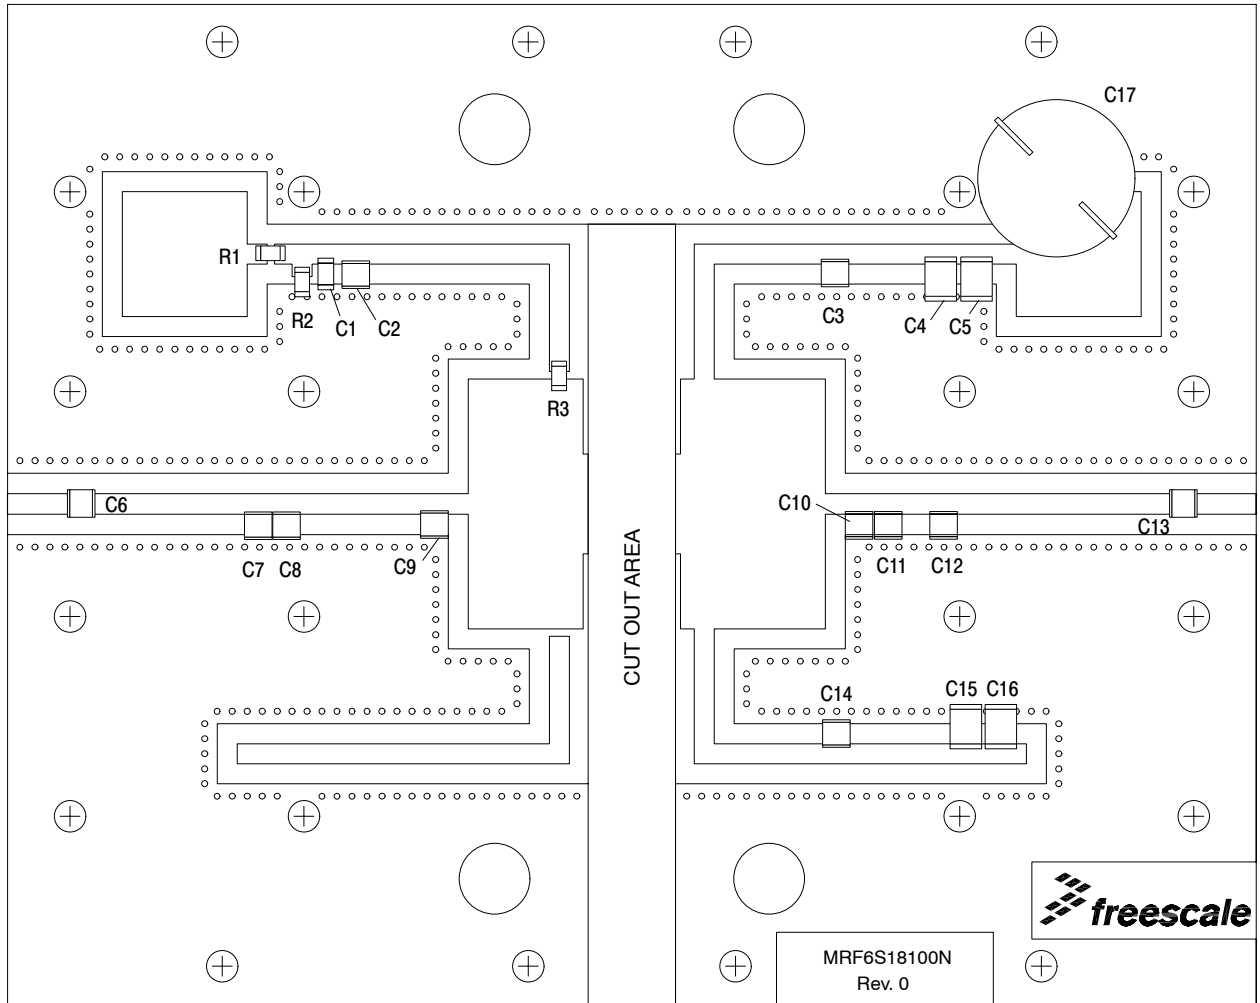 C17
R1
R2
C1
C2
C3
C4
C5
R3
C6
C10
C13
C7
C8
C9
C11
C12
CUT OUT AREA
C14
C15
C16
freescale
MRF6S18100N
Rev. 0